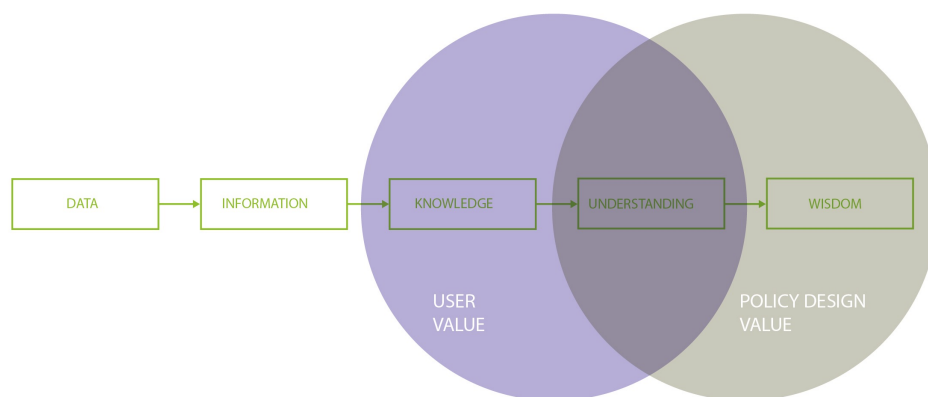 DATA
INFORMATION
KNOWLEDGE
UNDERSTANDING
WISDOM
USER
VALUE
POLICY DESIGN
VALUE